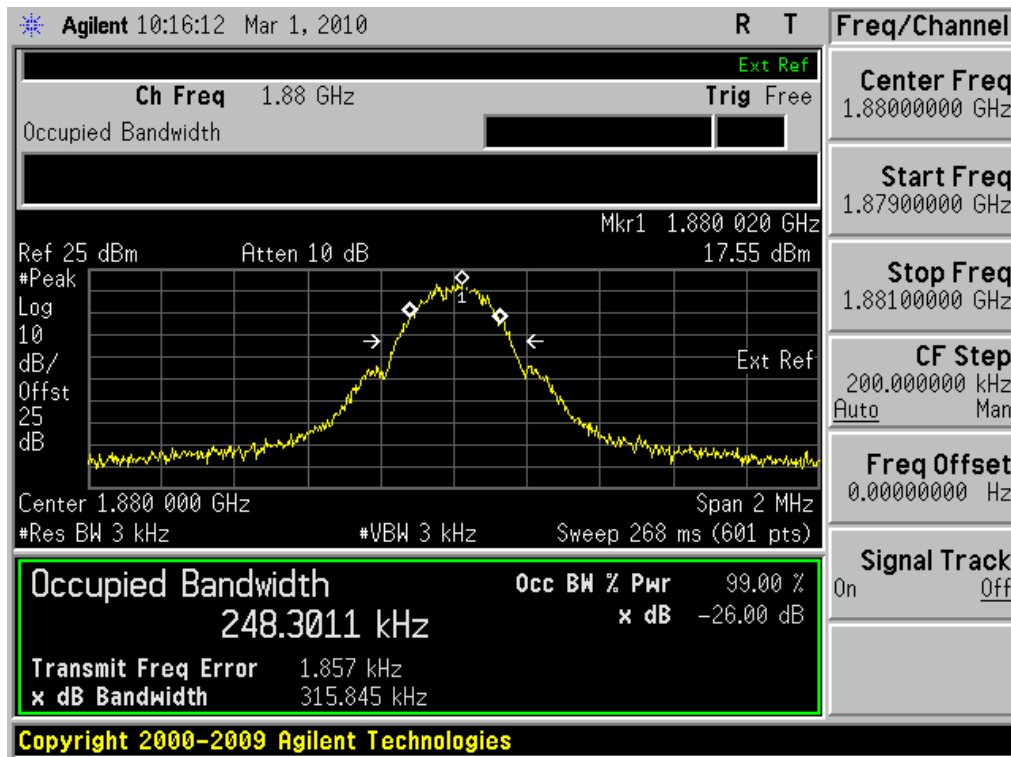 Agilent 10:16:12 Mar 1, 2010 R T
Ext Ref
Ch Freq 1.88 GHz Trig Free
Occupied Bandwidth
Mkr1 1.880 020 GHz
Ref 25 dBm Atten 10 dB 17.55 dBm
#Peak
Log
10
dB/
Offst
25
dB
1
Ext Ref
Center 1.880 000 GHz Span 2 MHz
#Res BW 3 kHz #VBW 3 kHz Sweep 268 ms (601 pts)
Occupied Bandwidth Occ BW % Pwr 99.00 %
248.3011 kHz x dB -26.00 dB
Transmit Freq Error 1.857 kHz
x dB Bandwidth 315.845 kHz
Freq/Channel
Center Freq
1.88000000 GHz
Start Freq
1.87900000 GHz
Stop Freq
1.88100000 GHz
CF Step
200.000000 kHz
Auto Man
Freq Offset
0.00000000 Hz
Signal Track
On Off
Copyright 2000-2009 Agilent Technologies